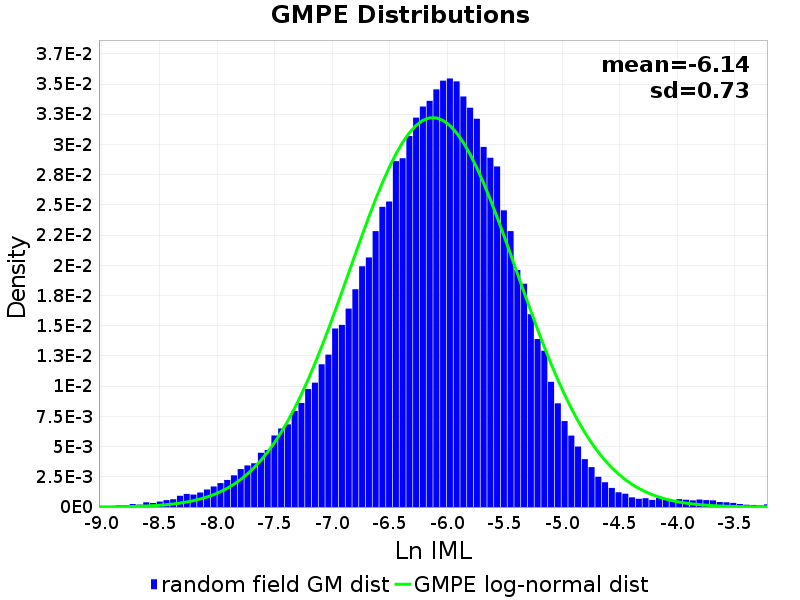 GMPE Distributions
mean=-6.14
sd=0.73
3.7E-2
3.5E-2
3.3E-2
3E-2
2.8E-2
2.5E-2
2.2E-2
2E-2
1.8E-2
1.5E-2
1.3E-2
1E-2
7.5E-3
5E-3
2.5E-3
0E0
Density
-9.0 -8.5 -8.0 -7.5 -7.0 -6.5 -6.0 -5.5 -5.0 -4.5 -4.0 -3.5
Ln IML
random field GM dist GMPE log-normal dist